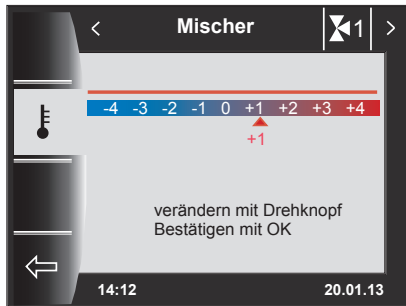 < Mischer 1 >
-4 -3 -2 -1 0 +1 +2 +3 +4
+1
verändern mit Drehknopf
Bestätigen mit OK
14:12 20.01.13